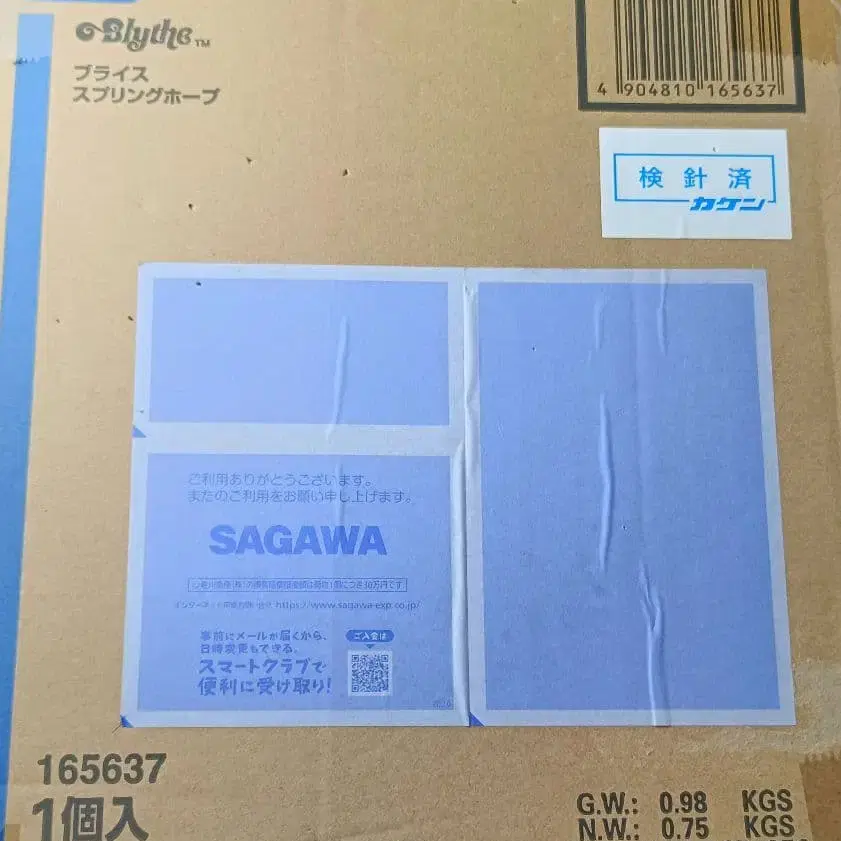 Blythe™
ブライス
スプリングホープ
4 904810 165637
検針済
カケン
ご利用ありがとうございます。
またのご利用をお願い申し上げます。
SAGAWA
https://www.sagawa-exp.co.jp/
事前にメールが届くから、
日時変更もできる。
ご入会は
スマートクラブで
便利に受け取り!
165637
1個入
G.W.: 0.98 KGS
N.W.: 0.75 KGS